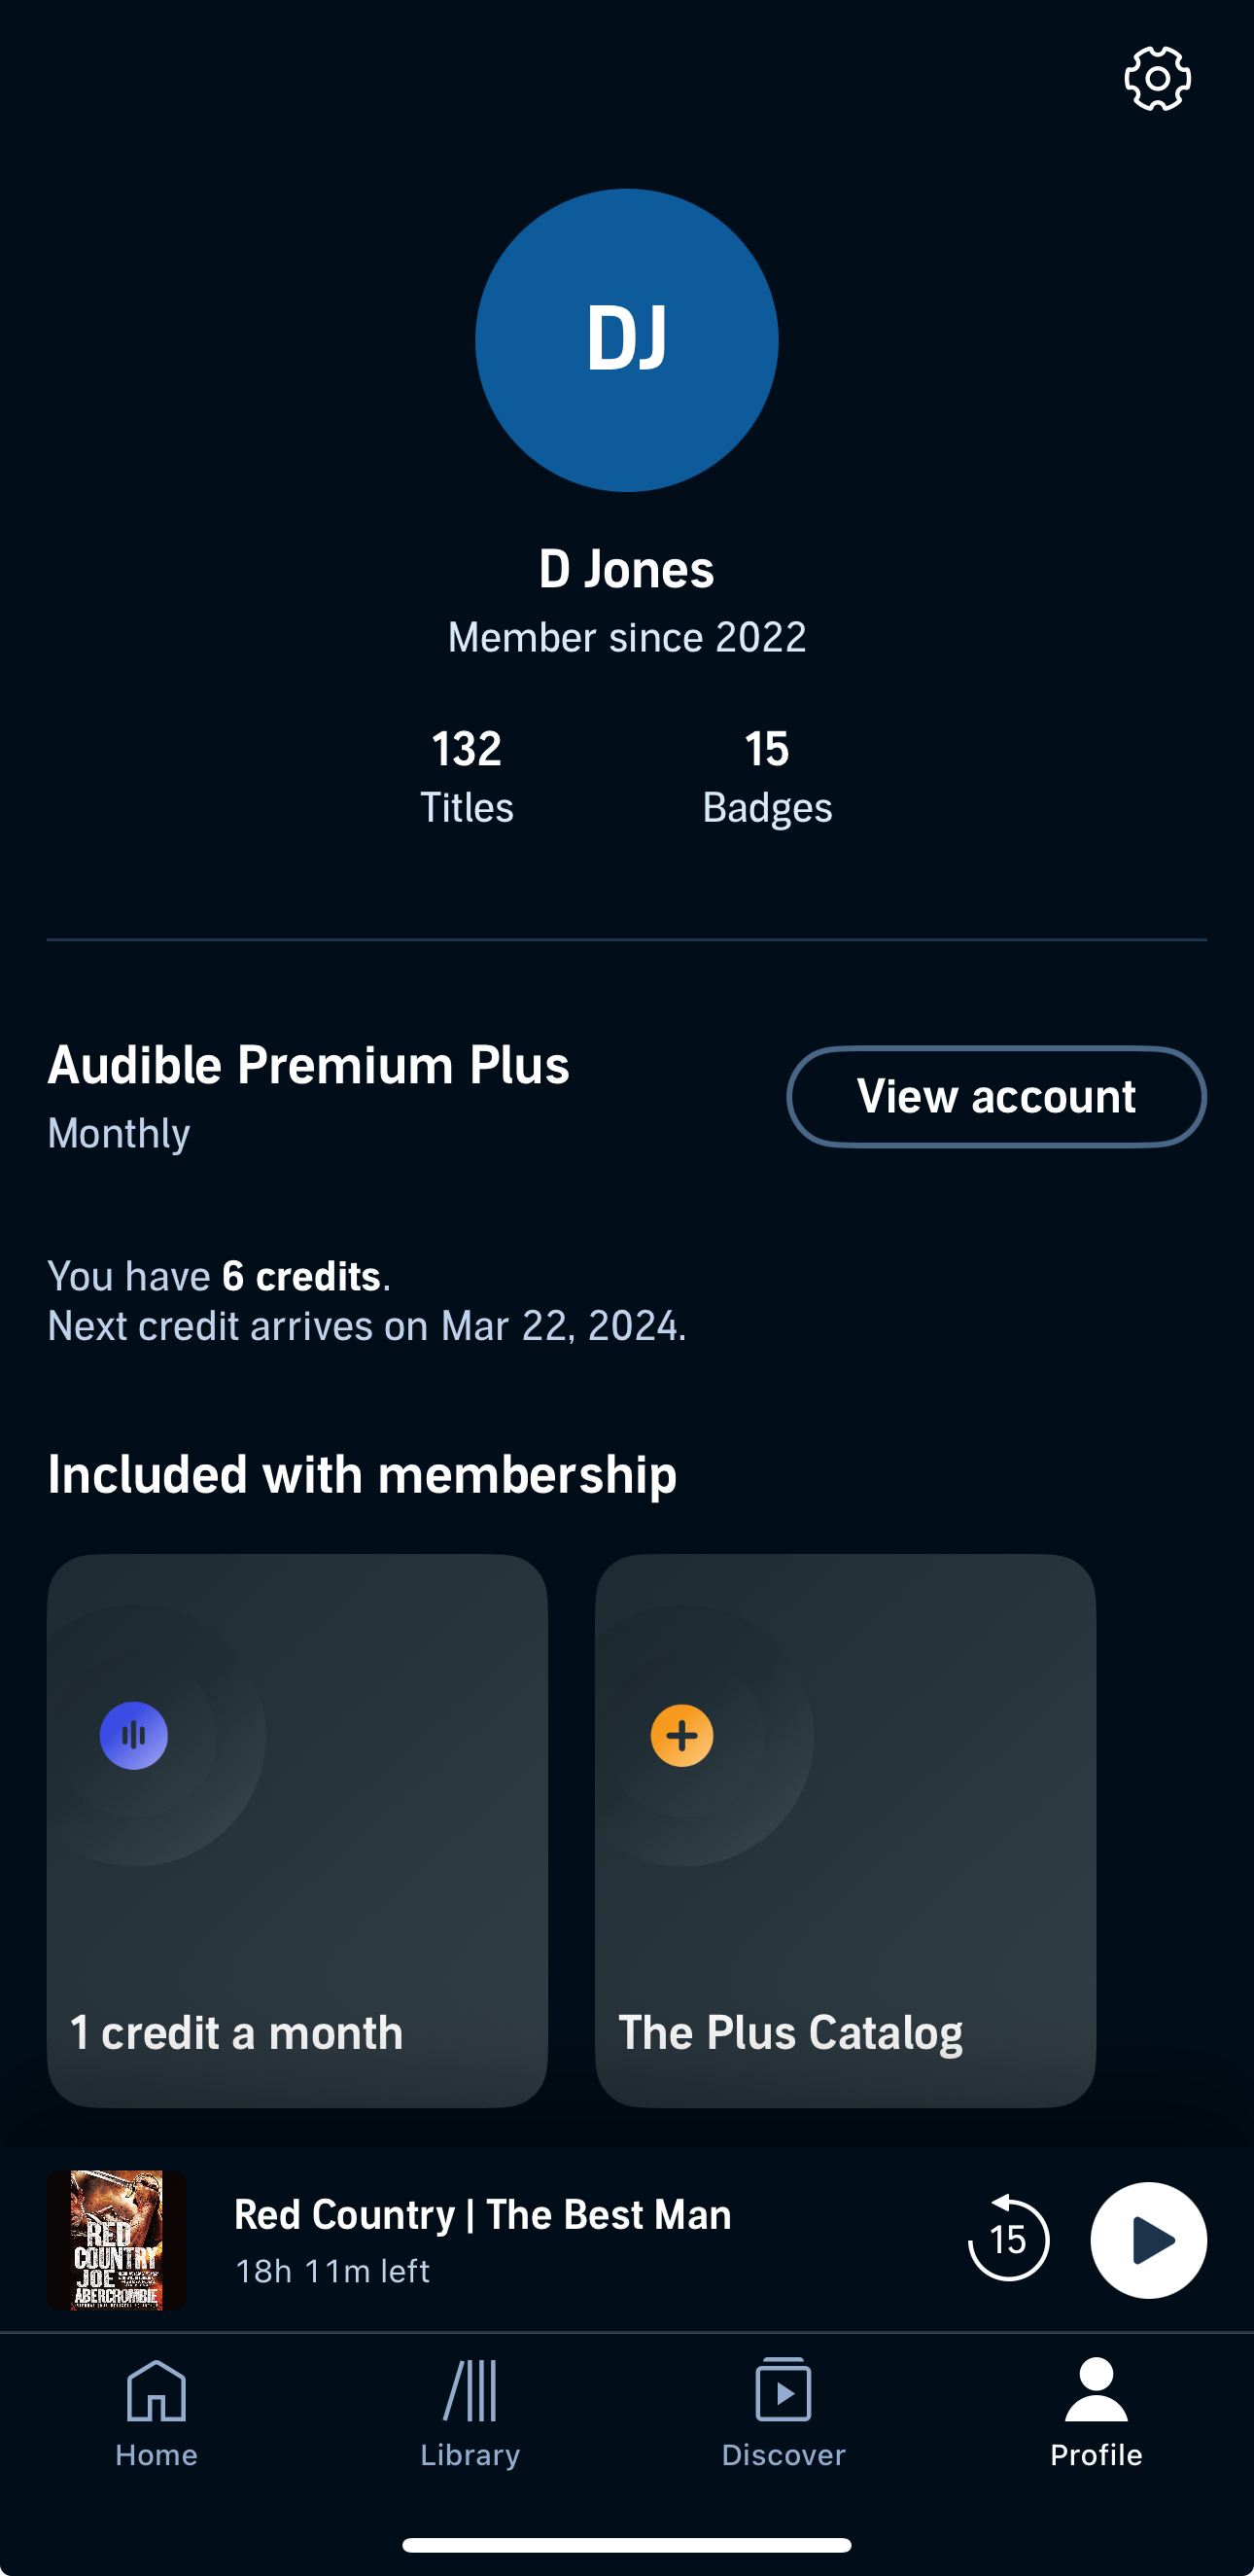 DJ
D Jones
Member since 2022
132
Titles
15
Badges
Audible Premium Plus
Monthly
View account
You have 6 credits.
Next credit arrives on Mar 22, 2024.
Included with membership
1 credit a month
The Plus Catalog
RED
COUNTRY
JOE
ABERCROMBIE
Red Country | The Best Man
18h 11m left
15
Home
Library
Discover
Profile